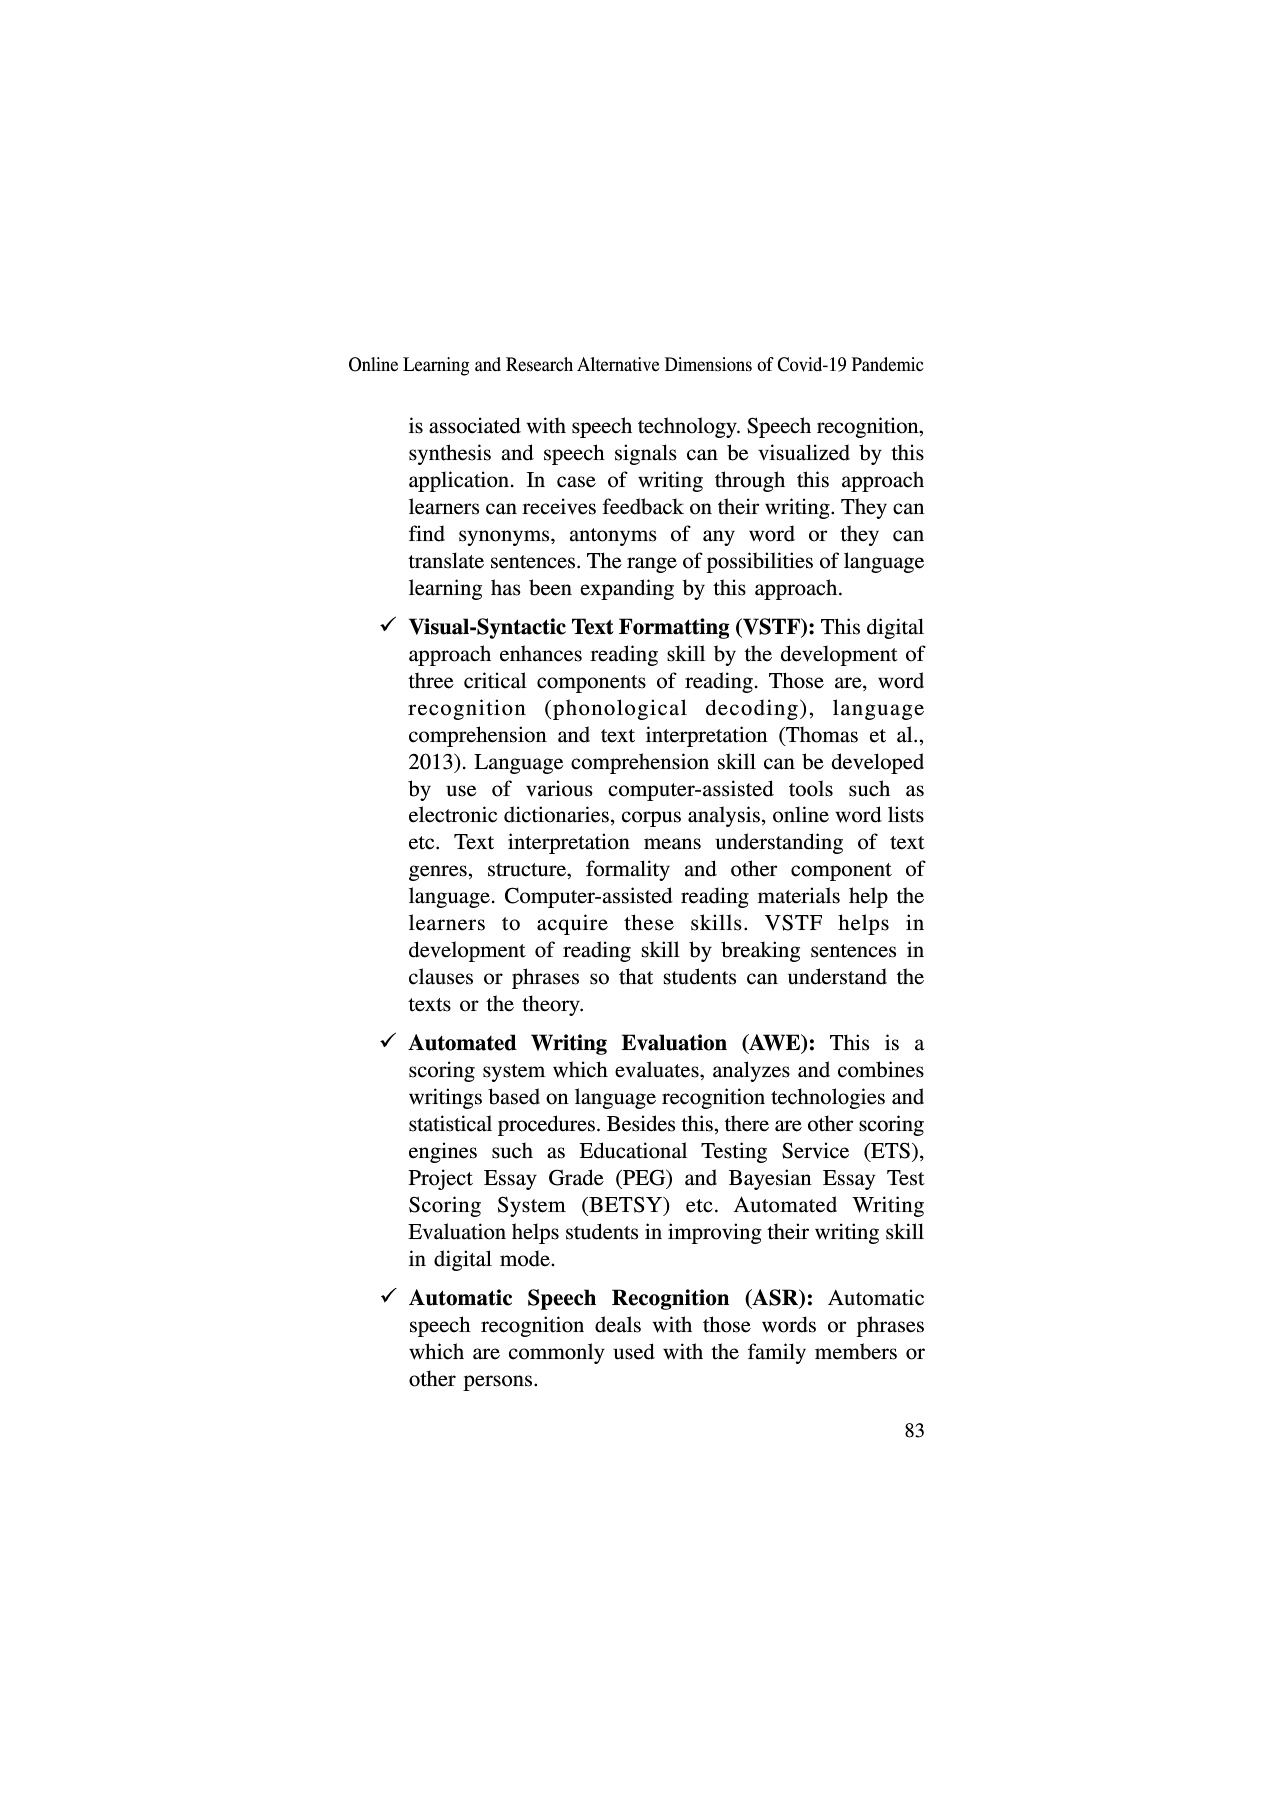 Online Learning and Research Alternative Dimensions of Covid-19 Pandemic
is associated with speech technology. Speech recognition,
synthesis and speech signals can be visualized by this
application. In case of writing through this approach
learners can receives feedback on their writing. They can
find synonyms, antonyms of any word or they can
translate sentences. The range of possibilities of language
learning has been expanding by this approach.
✓ Visual-Syntactic Text Formatting (VSTF): This digital
approach enhances reading skill by the development of
three critical components of reading. Those are, word
recognition (phonological decoding), language
comprehension and text interpretation (Thomas et al.,
2013). Language comprehension skill can be developed
by use of various computer-assisted tools such as
electronic dictionaries, corpus analysis, online word lists
etc. Text interpretation means understanding of text
genres, structure, formality and other component of
language. Computer-assisted reading materials help the
learners to acquire these skills. VSTF helps in
development of reading skill by breaking sentences in
clauses or phrases so that students can understand the
texts or the theory.
✓ Automated Writing Evaluation (AWE): This is a
scoring system which evaluates, analyzes and combines
writings based on language recognition technologies and
statistical procedures. Besides this, there are other scoring
engines such as Educational Testing Service (ETS),
Project Essay Grade (PEG) and Bayesian Essay Test
Scoring System (BETSY) etc. Automated Writing
Evaluation helps students in improving their writing skill
in digital mode.
✓ Automatic Speech Recognition (ASR): Automatic
speech recognition deals with those words or phrases
which are commonly used with the family members or
other persons.
83